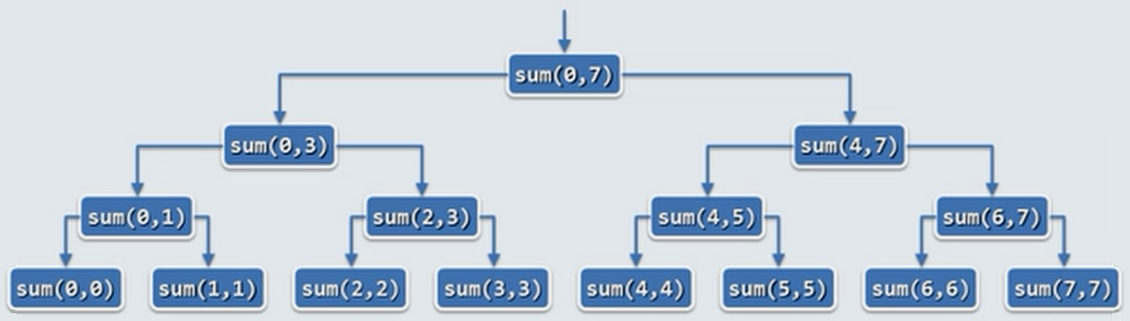 sum(0,7)
sum(0,3) sum(4,7)
sum(0,1) sum(2,3) sum(4,5) sum(6,7)
sum(0,0) sum(1,1) sum(2,2) sum(3,3) sum(4,4) sum(5,5) sum(6,6) sum(7,7)